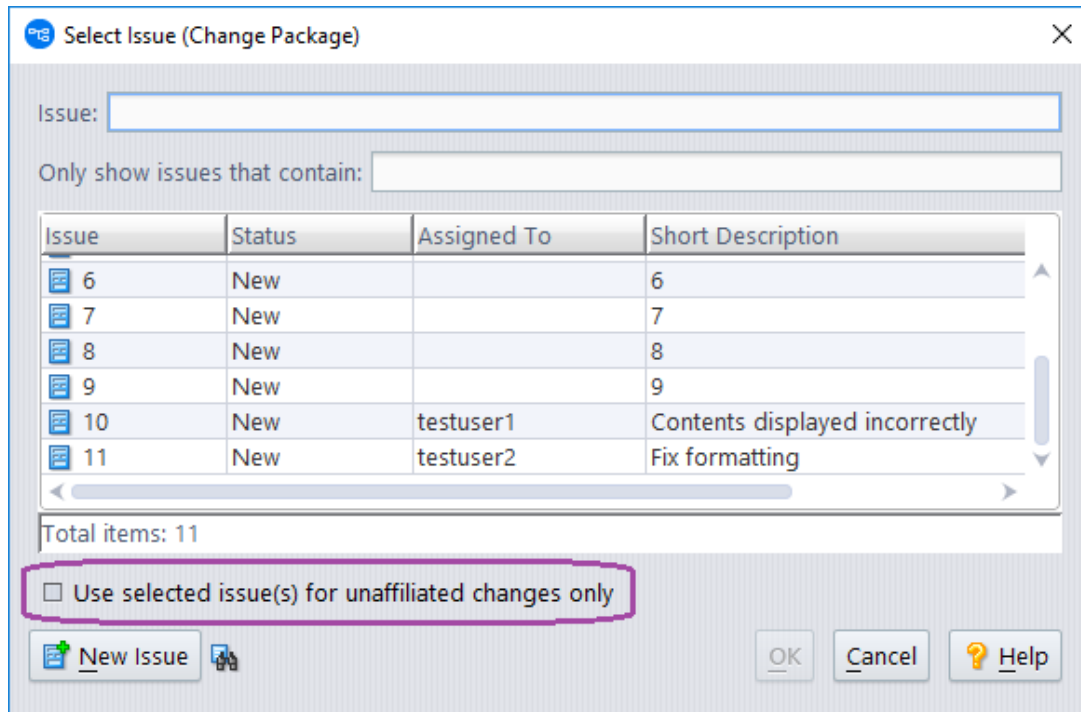 Select Issue (Change Package)
Issue:
Only show issues that contain:
Issue Status Assigned To Short Description
6 New 6
7 New 7
8 New 8
9 New 9
10 New testuser1 Contents displayed incorrectly
11 New testuser2 Fix formatting
Total items: 11
Use selected issue(s) for unaffiliated changes only
New Issue OK Cancel Help